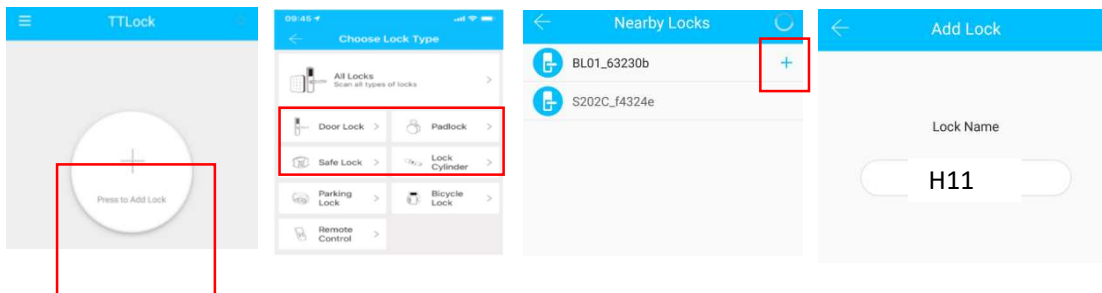 TTLock
Press to Add Lock
09:45
Choose Lock Type
All Locks
Scan all types of locks
Door Lock
Padlock
Safe Lock
Lock
Cylinder
Parking
Lock
Bicycle
Lock
Remote
Control
Nearby Locks
BL01_63230b
S202C_f4324e
Add Lock
Lock Name
H11